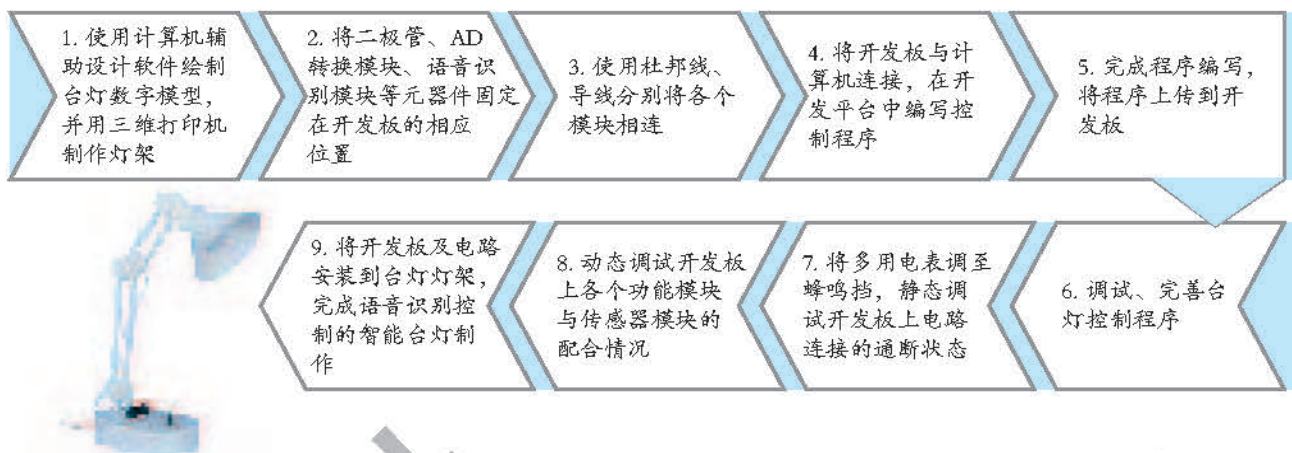 1. 使用计算机辅
助设计软件绘制
台灯数字模型，
并用三维打印机
制作灯架
2. 将二极管、AD
转换模块、语音识
别模块等元器件固定
在开发板的相应
位置
3. 使用杜邦线、
导线分别将各个
模块相连
4. 将开发板与计
算机连接，在开
发平台中编写控
制程序
5. 完成程序编写，
将程序上传到开
发板
6. 调试、完善台
灯控制程序
7. 将多用电表调至
蜂鸣挡，静态调
试开发板上电路
连接的通断状态
8. 动态调试开发板
上各个功能模块
与传感器模块的
配合情况
9. 将开发板及电路
安装到台灯灯架，
完成语音识别控
制的智能台灯制
作